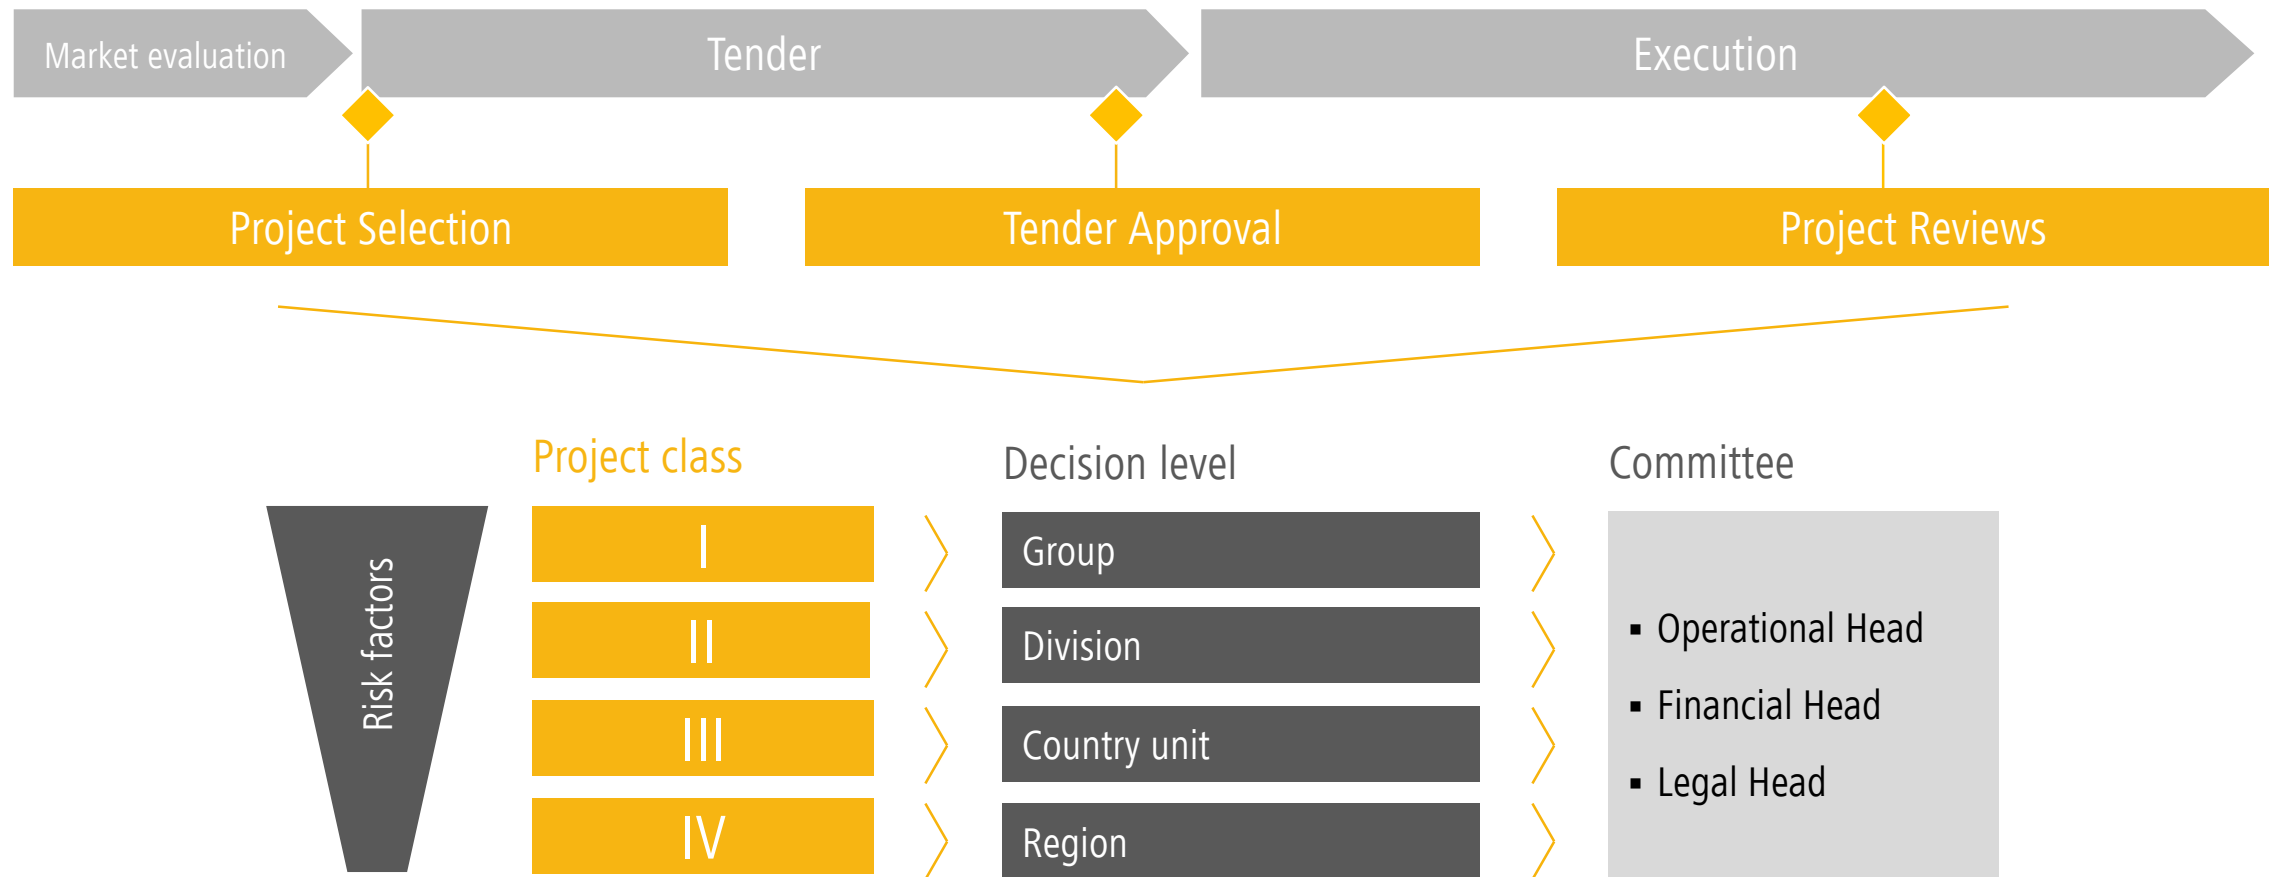 Market evaluation
Tender
Execution
Project Selection
Tender Approval
Project Reviews
Project class
Decision level
Committee
Risk factors
I
Group
II
Division
III
Country unit
IV
Region
▪ Operational Head
▪ Financial Head
▪ Legal Head